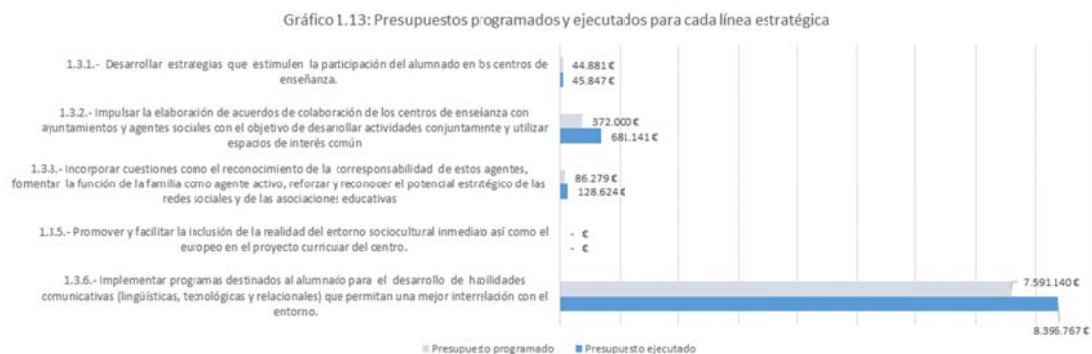 Gráfico 1.13: Presupuestos programados y ejecutados para cada línea estratégica
1.3.1.- Desarrollar estrategias que estimulen la participación del alumnado en los centros de
enseñanza.
44.881 €
45.847 €
1.3.2.- Impulsar la elaboración de acuerdos de colaboración de los centros de enseñanza con
ayuntamientos y agentes sociales con el objetivo de desarrollar actividades conjuntamente y utilizar
espacios de interés común
372.000 €
681.141 €
1.3.3.- Incorporar cuestiones como el reconocimiento de la corresponsabilidad de estos agentes,
fomentar la función de la familia como agente activo, reforzar y reconocer el potencial estratégico de las
redes sociales y de las asociaciones educativas
86.279 €
128.624 €
1.3.5.- Promover y facilitar la inclusión de la realidad del entorno sociocultural inmediato así como el
europeo en el proyecto curricular del centro.
- €
- €
1.3.6.- Implementar programas destinados al alumnado para el desarrollo de habilidades
comunicativas (lingüísticas, tecnológicas y relacionales) que permitan una mejor interrelación con el
entorno.
7.591.140 €
8.396.767 €
Presupuesto programado
Presupuesto ejecutado